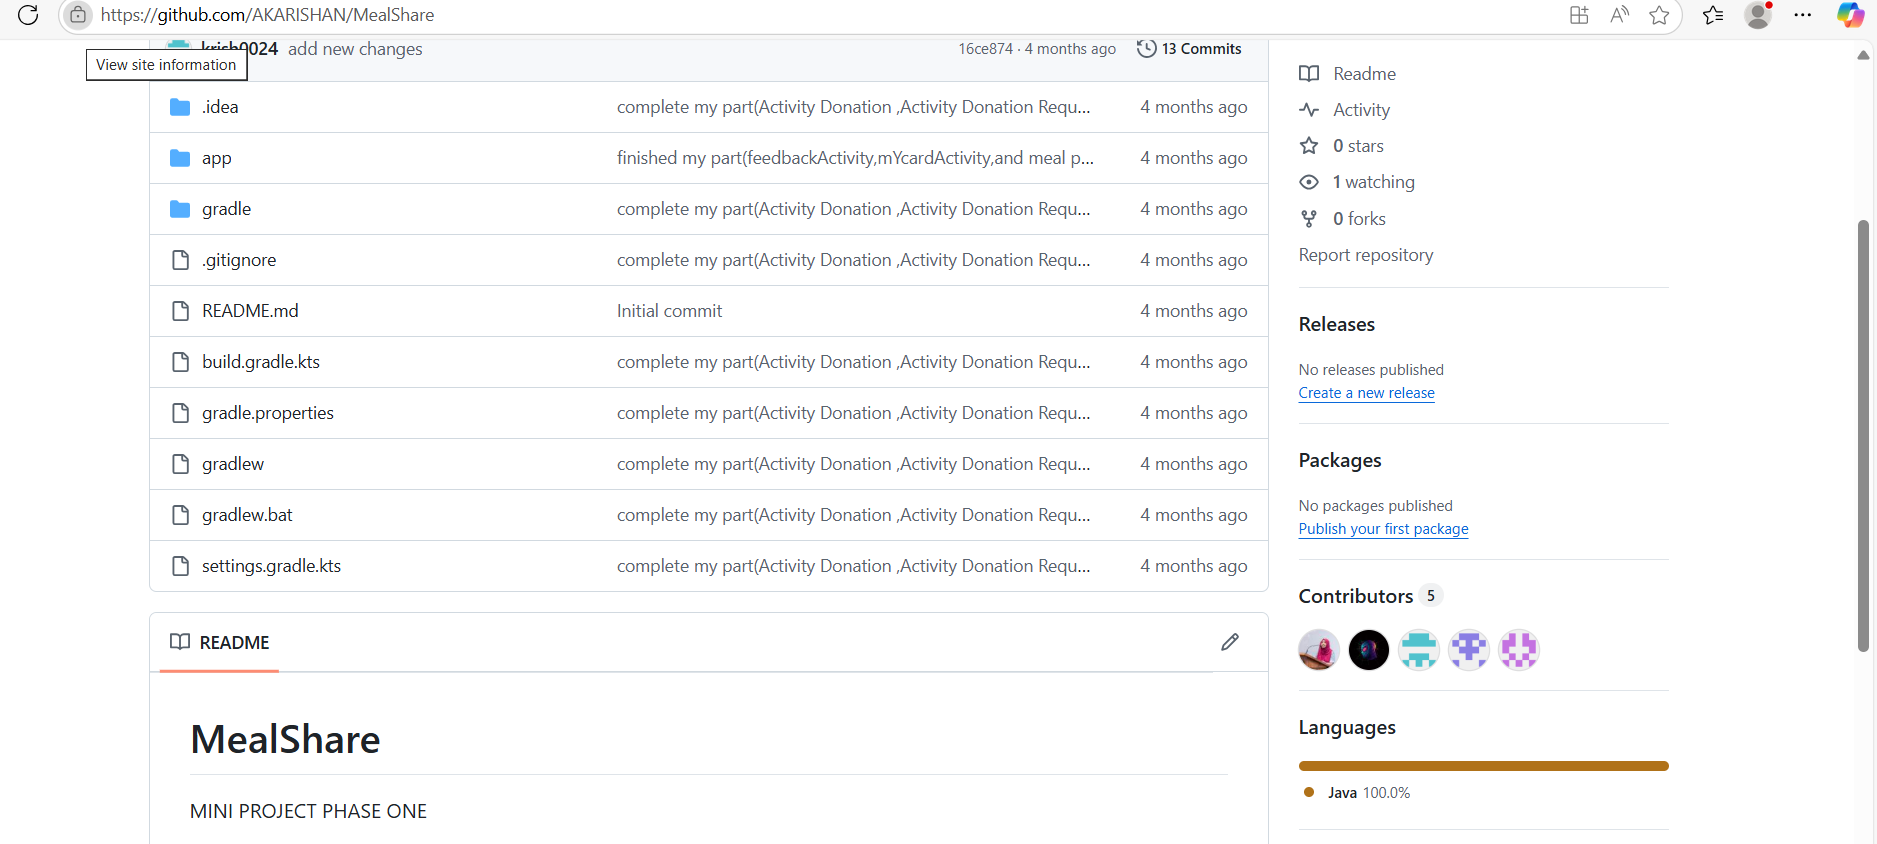 https://github.com/AKARISHAN/MealShare
krish0024 add new changes 16ce874 · 4 months ago 13 Commits
View site information
.idea complete my part(Activity Donation ,Activity Donation Requ... 4 months ago
app finished my part(feedbackActivity,mYcardActivity,and meal p... 4 months ago
gradle complete my part(Activity Donation ,Activity Donation Requ... 4 months ago
.gitignore complete my part(Activity Donation ,Activity Donation Requ... 4 months ago
README.md Initial commit 4 months ago
build.gradle.kts complete my part(Activity Donation ,Activity Donation Requ... 4 months ago
gradle.properties complete my part(Activity Donation ,Activity Donation Requ... 4 months ago
gradlew complete my part(Activity Donation ,Activity Donation Requ... 4 months ago
gradlew.bat complete my part(Activity Donation ,Activity Donation Requ... 4 months ago
settings.gradle.kts complete my part(Activity Donation ,Activity Donation Requ... 4 months ago
README
MealShare
MINI PROJECT PHASE ONE
Readme
Activity
0 stars
1 watching
0 forks
Report repository
Releases
No releases published
Create a new release
Packages
No packages published
Publish your first package
Contributors 5
Languages
Java 100.0%